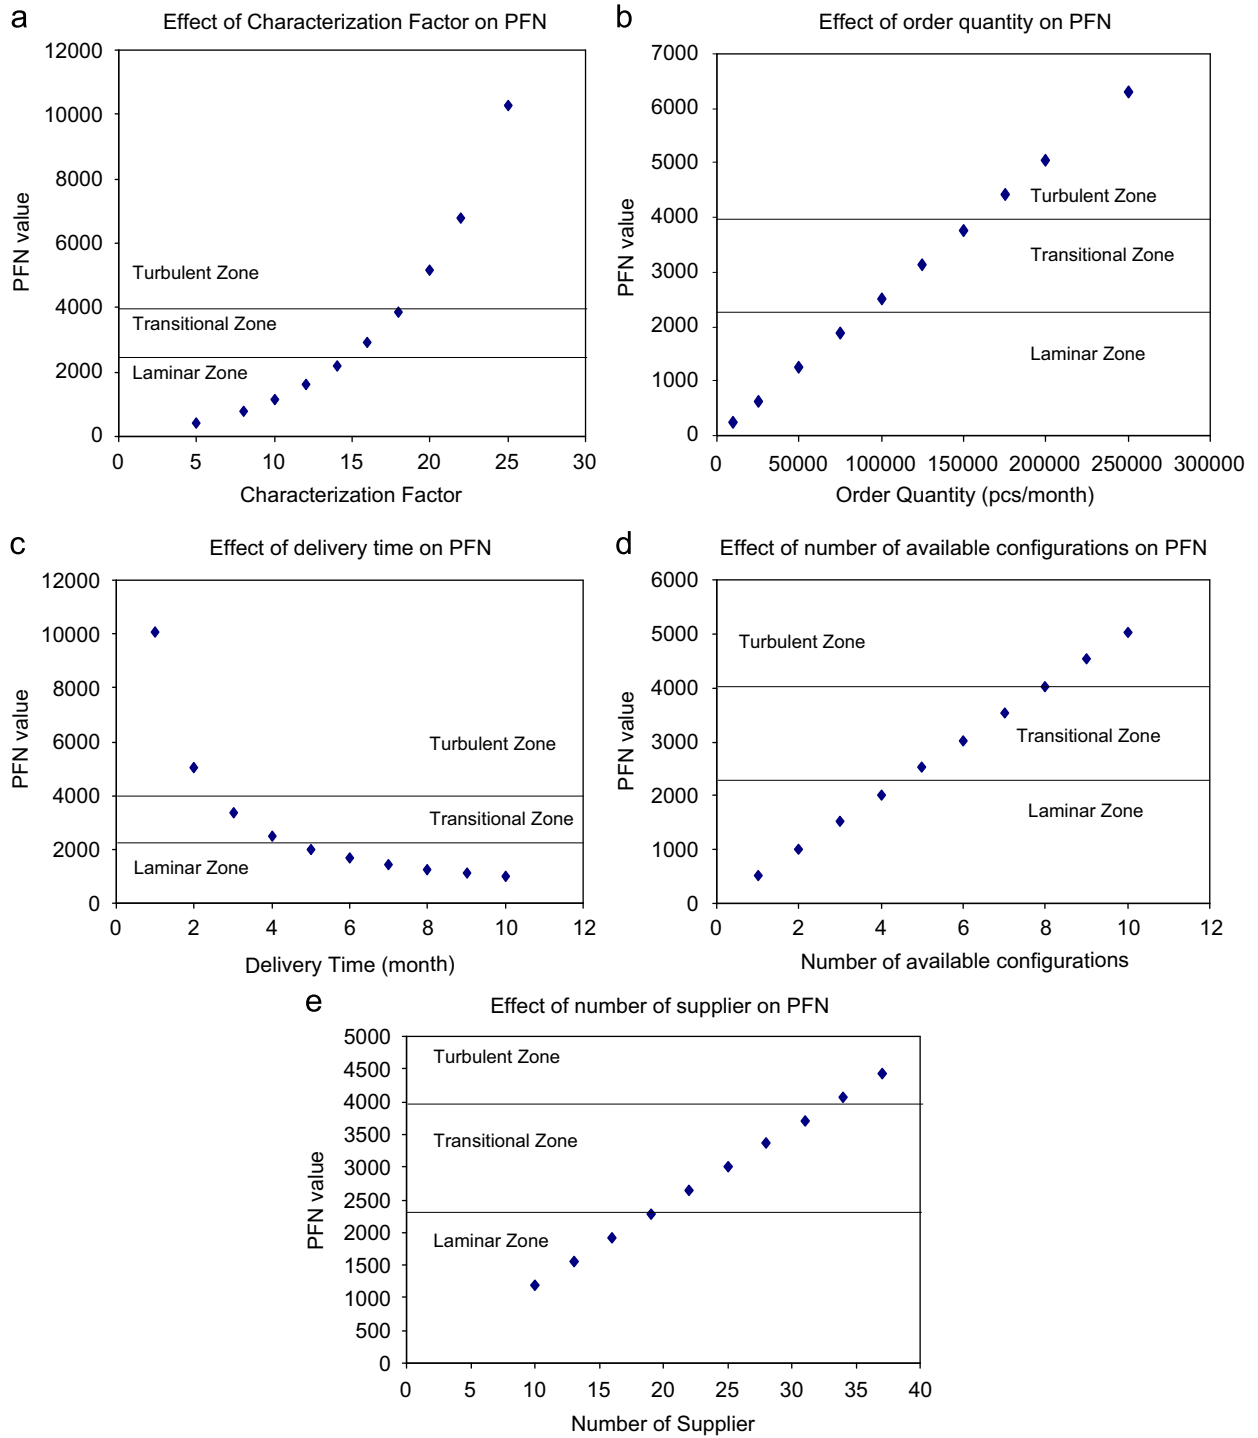 a
Effect of Characterization Factor on PFN
12000
10000
8000
6000
4000
2000
0
PFN value
Turbulent Zone
Transitional Zone
Laminar Zone
0 5 10 15 20 25 30
Characterization Factor
b
Effect of order quantity on PFN
7000
6000
5000
4000
3000
2000
1000
0
PFN value
Turbulent Zone
Transitional Zone
Laminar Zone
0 50000 100000 150000 200000 250000 300000
Order Quantity (pcs/month)
c
Effect of delivery time on PFN
12000
10000
8000
6000
4000
2000
0
PFN value
Turbulent Zone
Transitional Zone
Laminar Zone
0 2 4 6 8 10 12
Delivery Time (month)
d
Effect of number of available configurations on PFN
6000
5000
4000
3000
2000
1000
0
PFN value
Turbulent Zone
Transitional Zone
Laminar Zone
0 2 4 6 8 10 12
Number of available configurations
e
Effect of number of supplier on PFN
5000
4500
4000
3500
3000
2500
2000
1500
1000
500
0
PFN value
Turbulent Zone
Transitional Zone
Laminar Zone
0 5 10 15 20 25 30 35 40
Number of Supplier